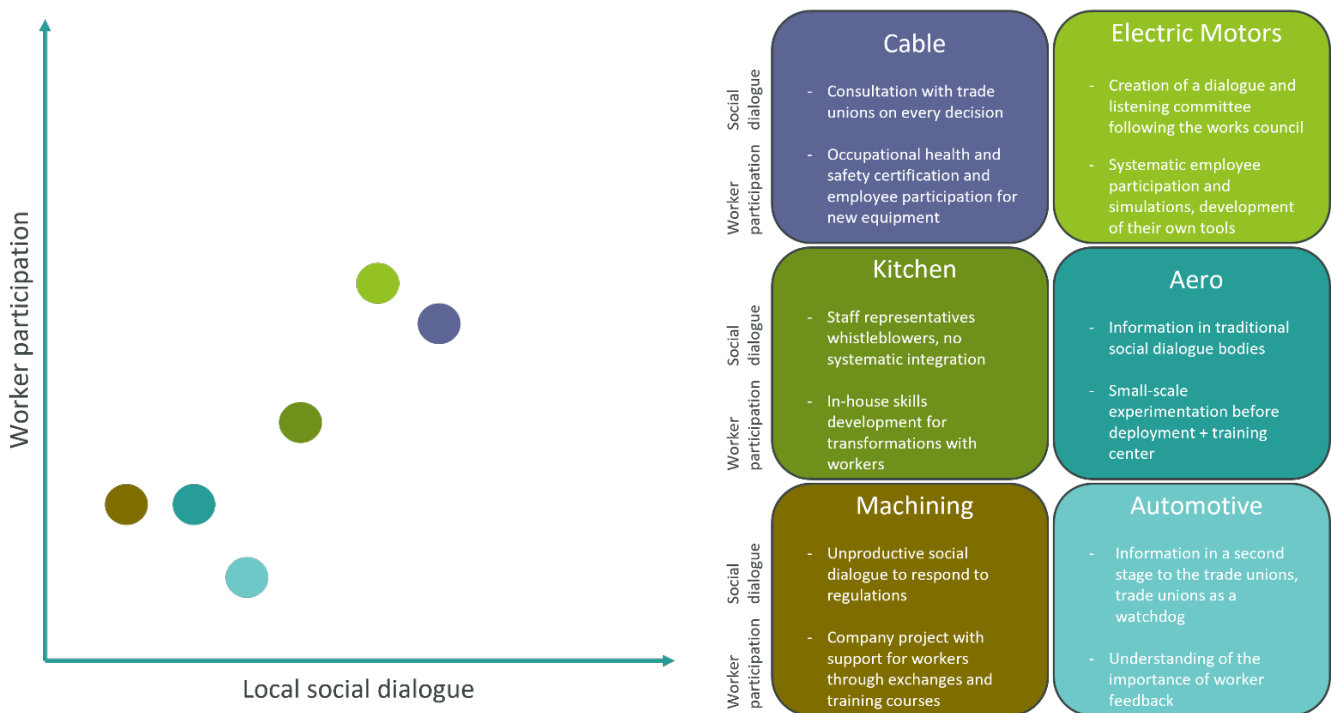 Worker participation
Local social dialogue
Social
dialogue
Worker
participation
Cable
- Consultation with trade
unions on every decision
- Occupational health and
safety certification and
employee participation for
new equipment
Electric Motors
- Creation of a dialogue and
listening committee
following the works council
- Systematic employee
participation and
simulations, development
of their own tools
Social
dialogue
Worker
participation
Kitchen
- Staff representatives
whistleblowers, no
systematic integration
- In-house skills
development for
transformations with
workers
Aero
- Information in traditional
social dialogue bodies
- Small-scale
experimentation before
deployment + training
center
Social
dialogue
Worker
participation
Machining
- Unproductive social
dialogue to respond to
regulations
- Company project with
support for workers
through exchanges and
training courses
Automotive
- Information in a second
stage to the trade unions,
trade unions as a
watchdog
- Understanding of the
importance of worker
feedback